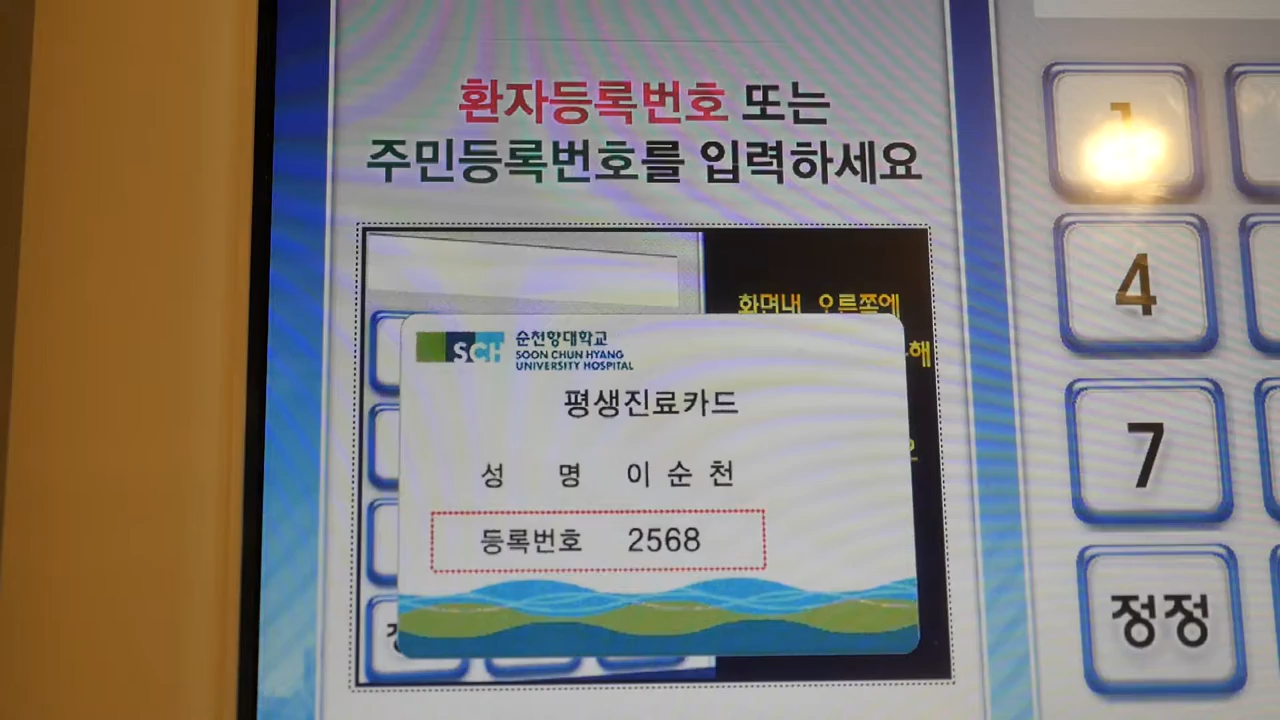 환자등록번호 또는
주민등록번호를 입력하세요
화면내 오른쪽에
해
SCH 순천향대학교
SOON CHUN HYANG
UNIVERSITY HOSPITAL
평생진료카드
성 명 이 순 천
등록번호 2568
1
4
7
정정